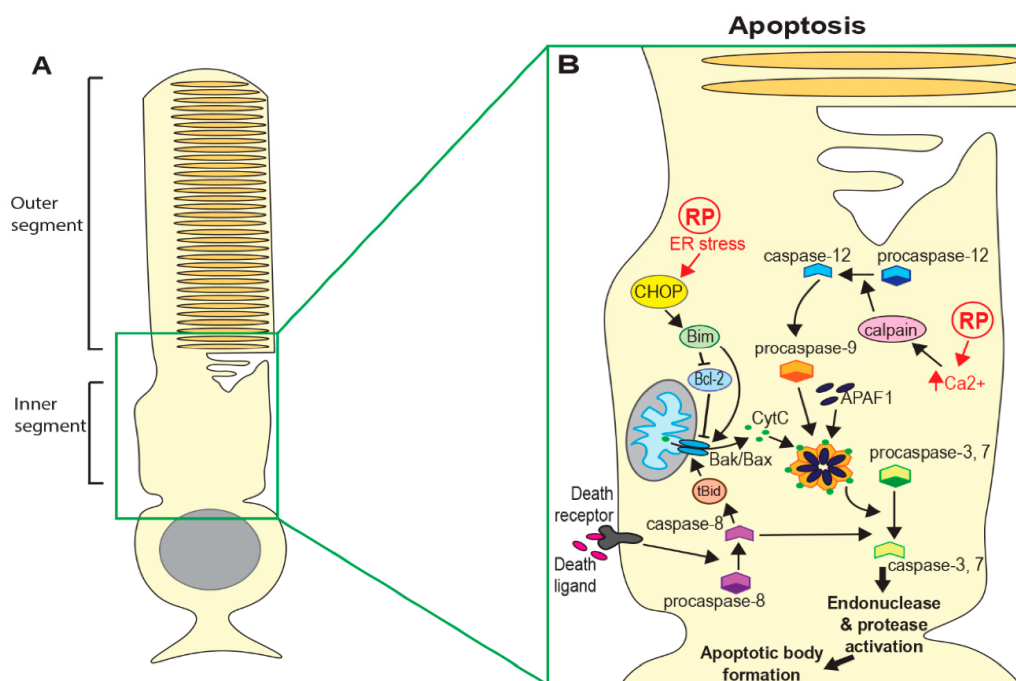 Apoptosis
A
B
Outer
segment
Inner
segment
RP
ER stress
CHOP
Bim
Bcl-2
caspase-12
procaspase-12
calpain
RP
Ca2+
procaspase-9
APAF1
CytC
Bak/Bax
tBid
procaspase-3, 7
Death
receptor
Death
ligand
caspase-8
procaspase-8
caspase-3, 7
Endonuclease
& protease
activation
Apoptotic body
formation